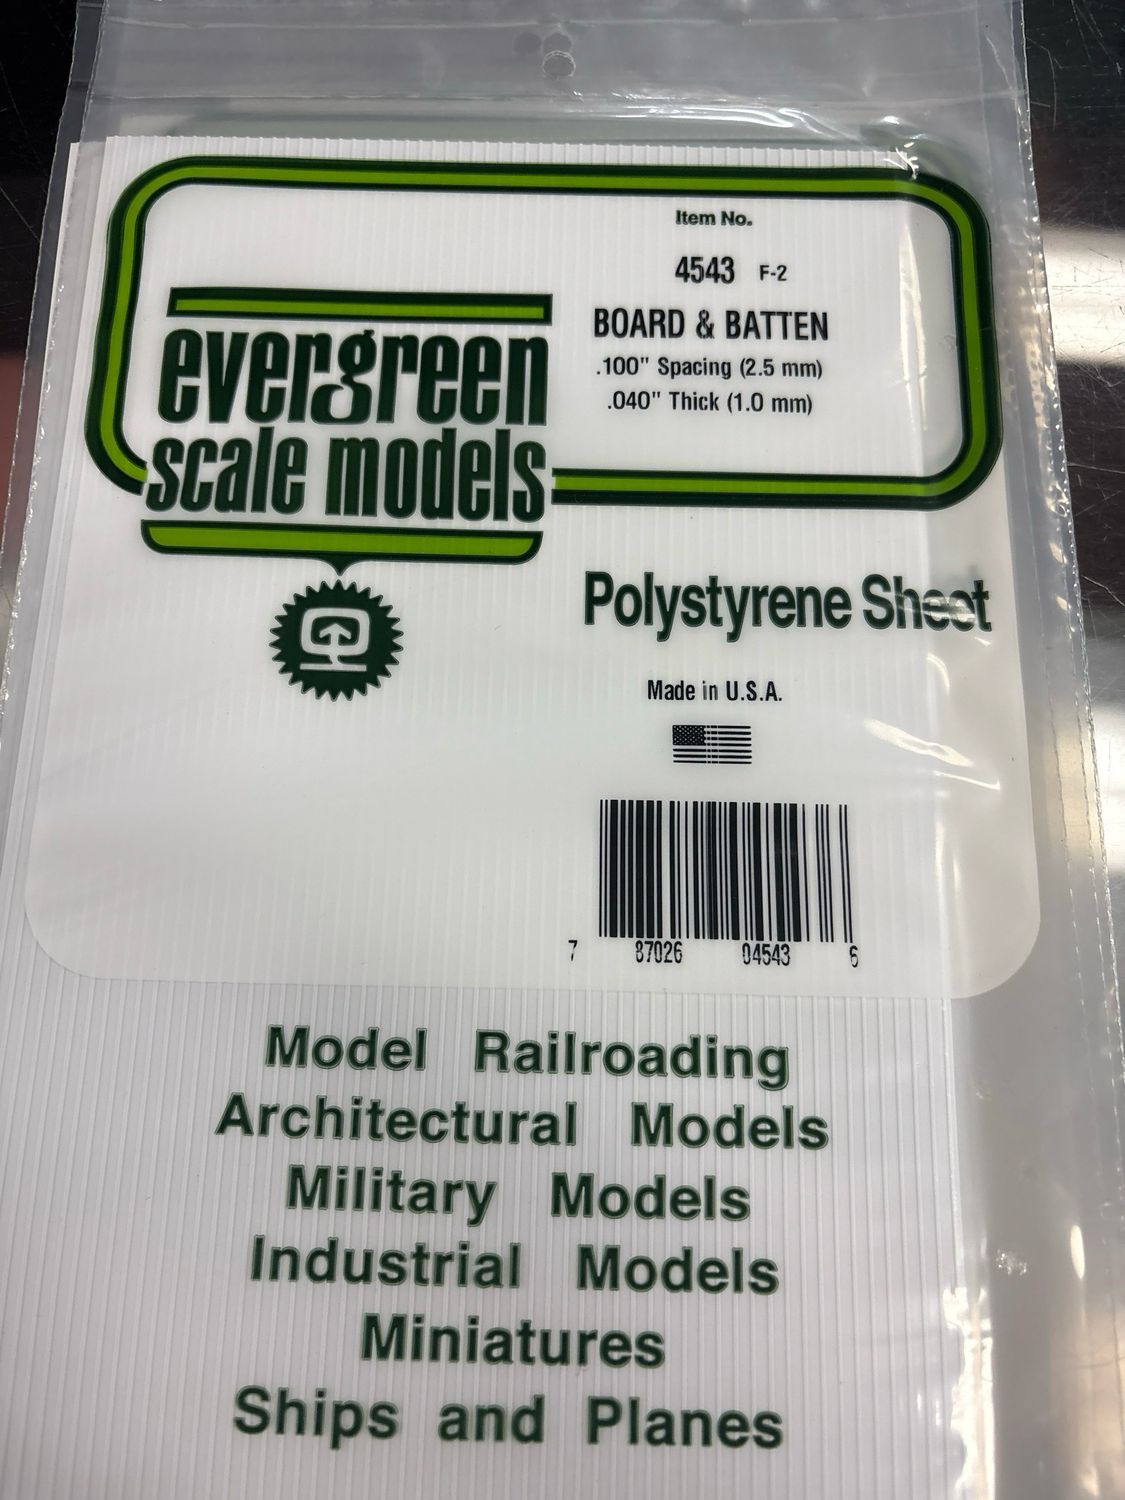 Item No.
4543 F-2
BOARD & BATTEN
.100" Spacing (2.5 mm)
.040" Thick (1.0 mm)
evergreen
scale models
Polystyrene Sheet
Made in U.S.A.
7 87026 04543 6
Model Railroading
Architectural Models
Military Models
Industrial Models
Miniatures
Ships and Planes